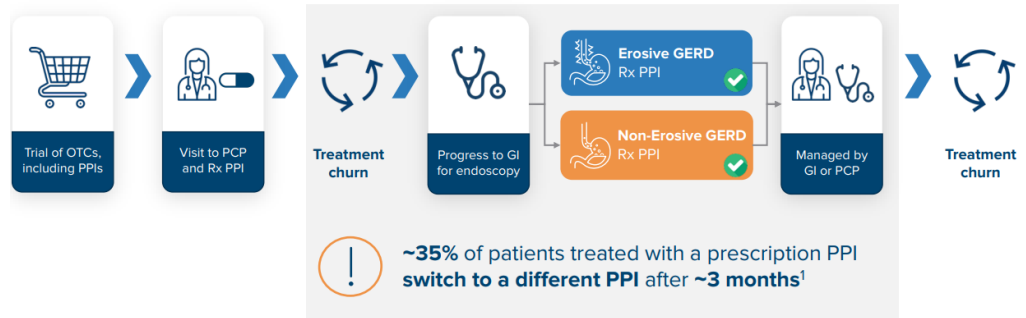 Trial of OTCs,
including PPIs
Visit to PCP
and Rx PPI
Treatment
churn
Progress to GI
for endoscopy
Erosive GERD
Rx PPI
Non-Erosive GERD
Rx PPI
Managed by
GI or PCP
Treatment
churn
~35% of patients treated with a prescription PPI
switch to a different PPI after ~3 months¹